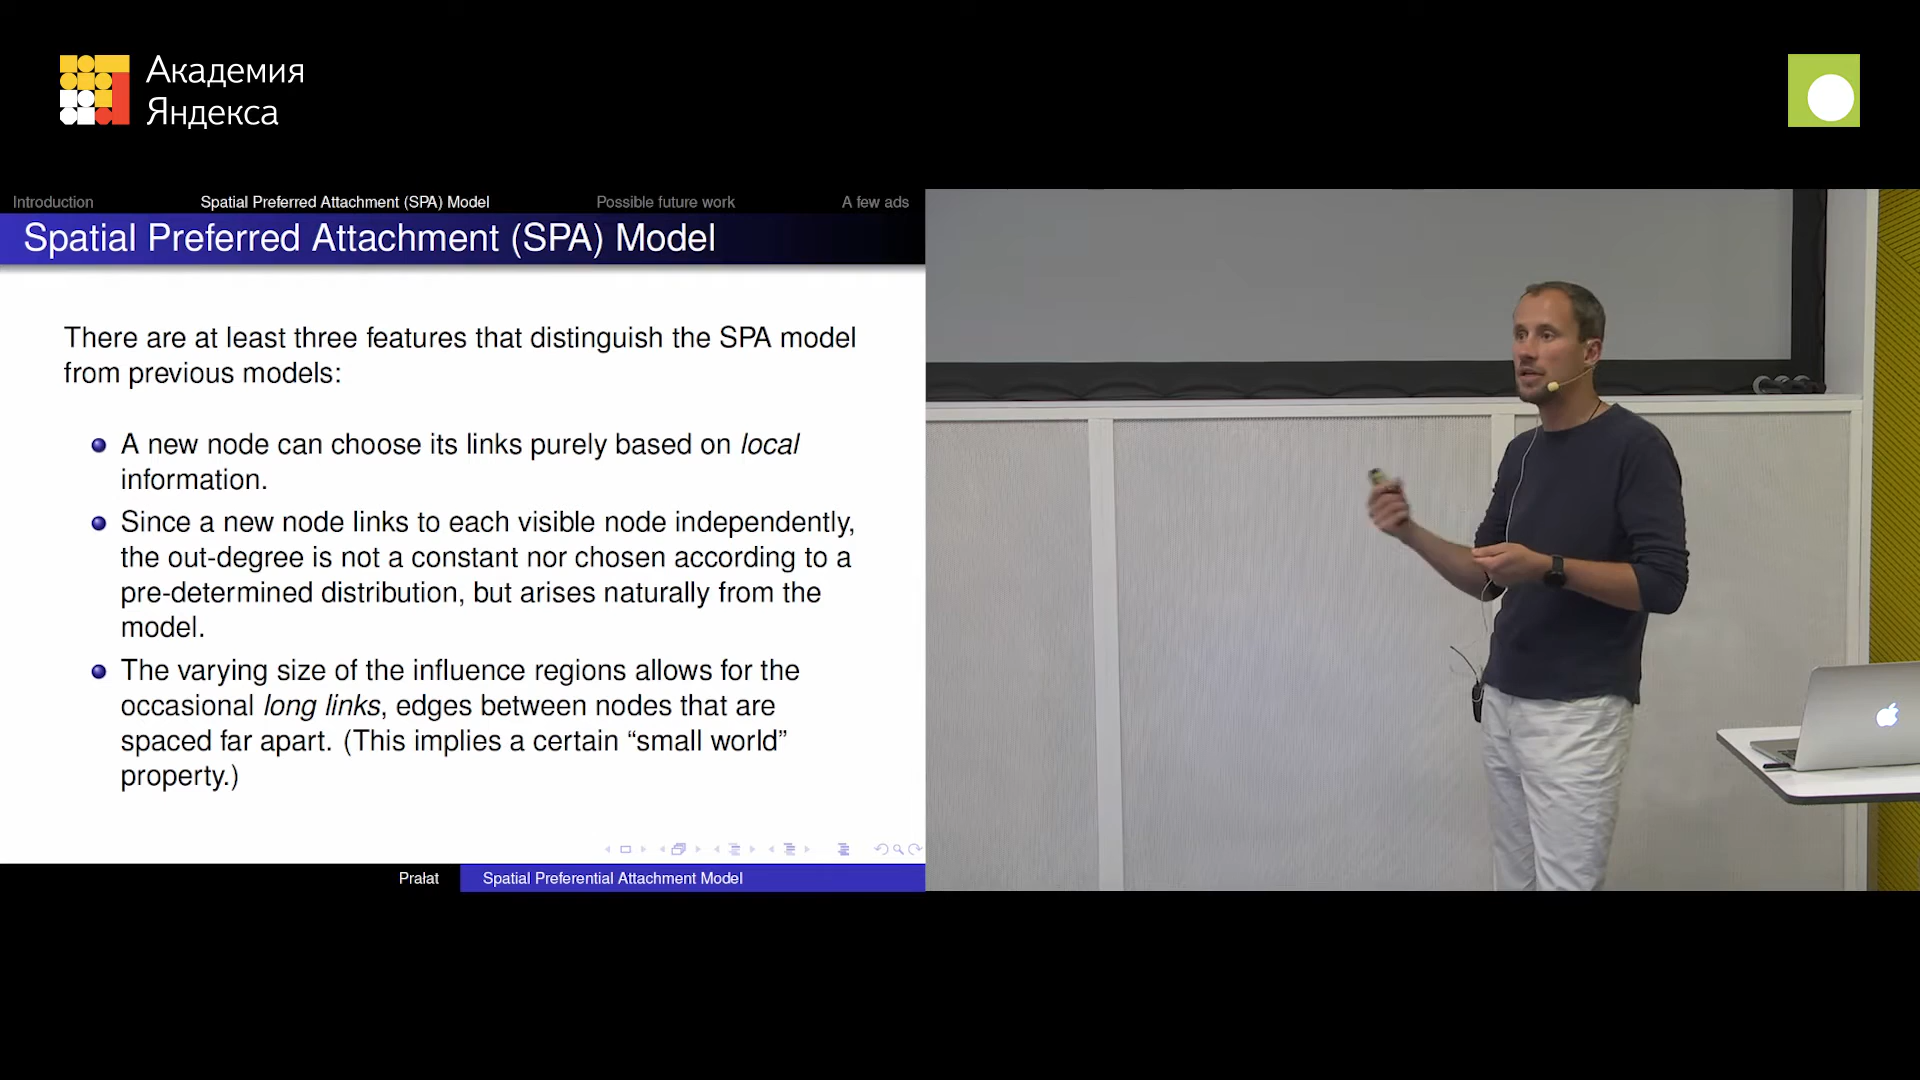 Академия
Яндекса
Introduction
Spatial Preferred Attachment (SPA) Model
Possible future work
A few ads
Spatial Preferred Attachment (SPA) Model
There are at least three features that distinguish the SPA model
from previous models:
A new node can choose its links purely based on local
information.
Since a new node links to each visible node independently,
the out-degree is not a constant nor chosen according to a
pre-determined distribution, but arises naturally from the
model.
The varying size of the influence regions allows for the
occasional long links, edges between nodes that are
spaced far apart. (This implies a certain “small world”
property.)
Prałat
Spatial Preferential Attachment Model